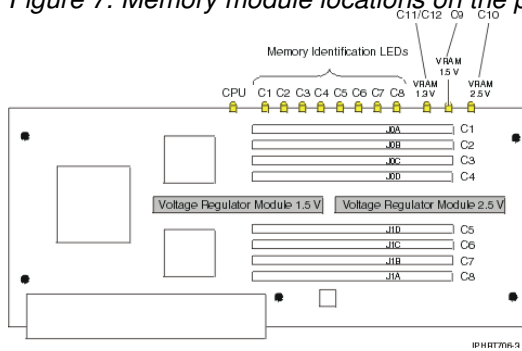 Figure 7. Memory module locations on the p
C11/C12 C9 C10
Memory Identification LEDs
VRAM 1.5 V
CPU C1 C2 C3 C4 C5 C6 C7 C8 VRAM 1.3 V VRAM 2.5 V
J0A C1
J0B C2
J0C C3
J0D C4
Voltage Regulator Module 1.5 V Voltage Regulator Module 2.5 V
J1D C5
J1C C6
J1B C7
J1A C8
IPHRT706-3